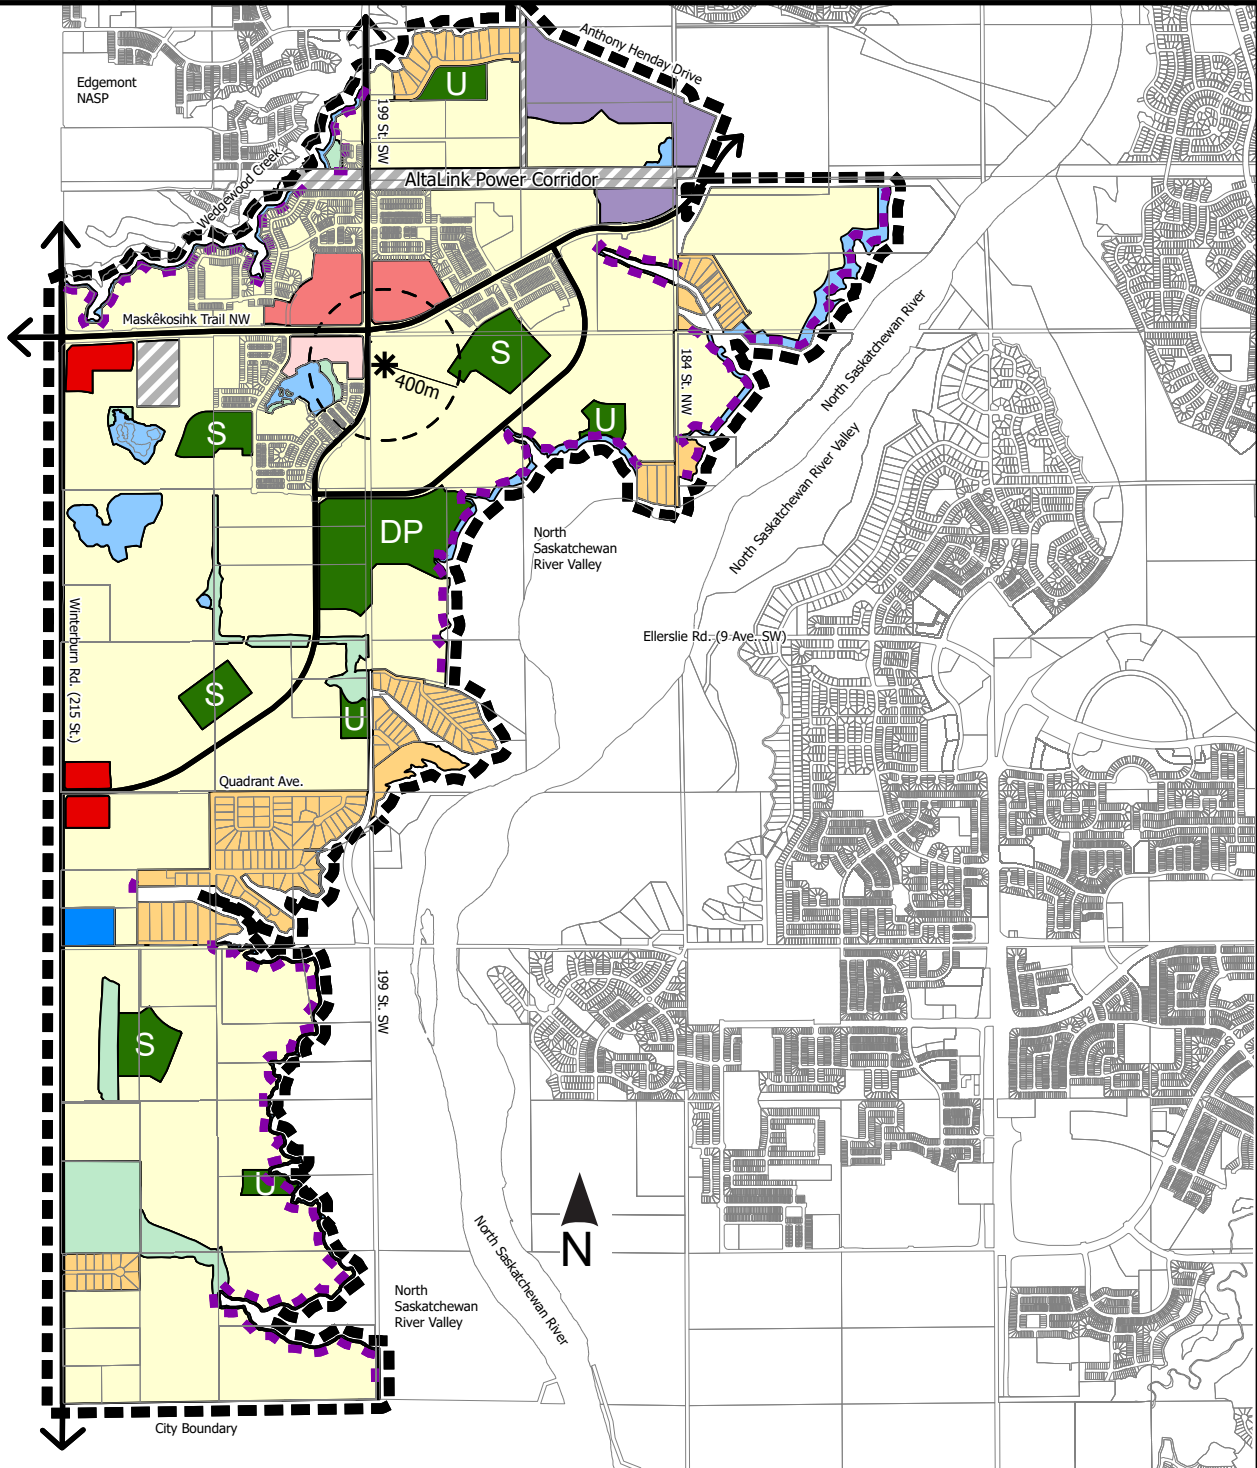 Anthony Henday Drive
Edgemont
NASP
U
199 St. SW
Wedgewood Creek
AltaLink Power Corridor
Maskêkosihk Trail NW
North Saskatchewan River
S
400m
184 St. NW
S
U
North Saskatchewan River Valley
DP
North
Saskatchewan
River Valley
Winterburn Rd. (215 St.)
Ellerslie Rd. (9 Ave. SW)
S
U
Quadrant Ave.
199 St. SW
S
U
N
North Saskatchewan River
North
Saskatchewan
River Valley
City Boundary